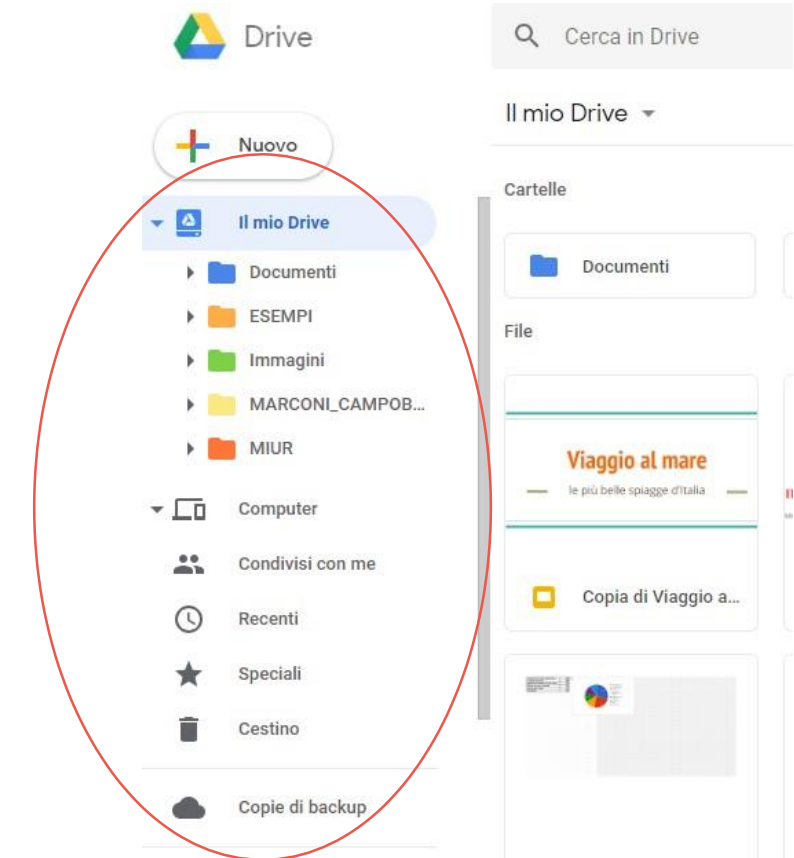 Drive
Cerca in Drive
Nuovo
Il mio Drive
Documenti
ESEMPI
Immagini
MARCONI_CAMPOB...
MIUR
Computer
Condivisi con me
Recenti
Speciali
Cestino
Copie di backup
Il mio Drive
Cartelle
Documenti
File
Viaggio al mare
le più belle spiagge d'Italia
Copia di Viaggio a...